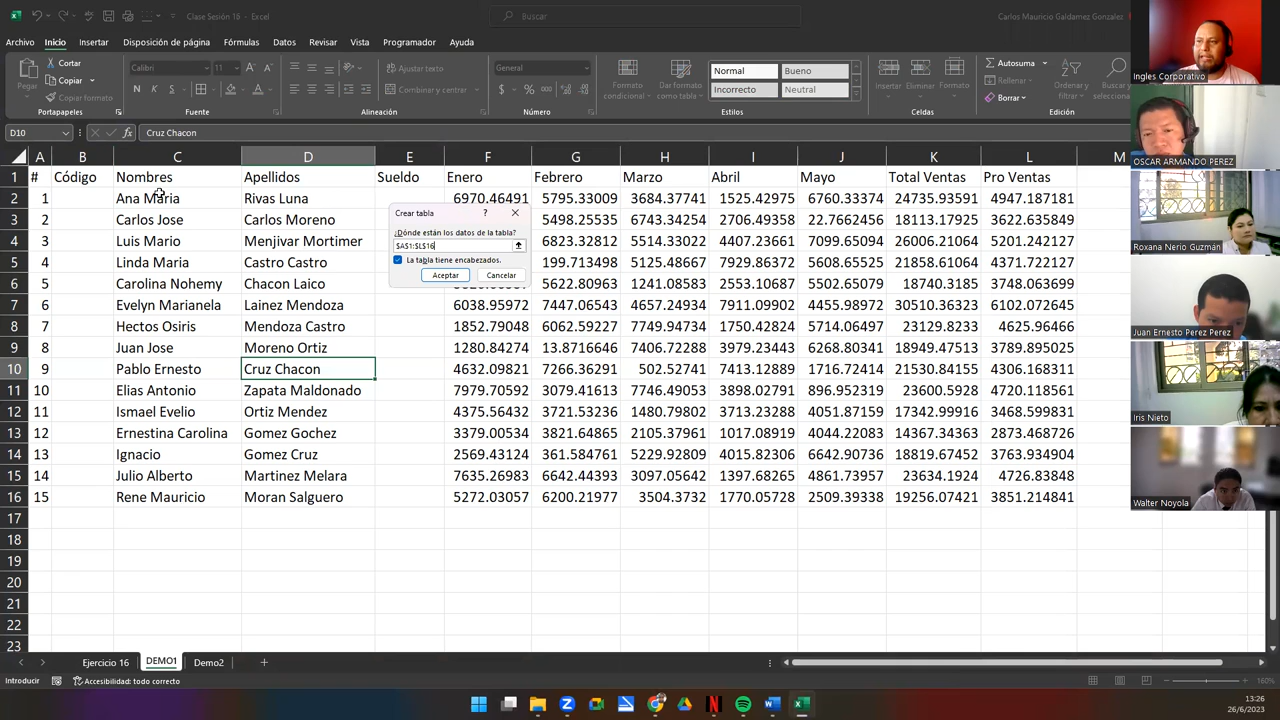 Clase Sesión 16 - Excel
Buscar
Carlos Mauricio Galdamez Gonzalez
Archivo Inicio Insertar Disposición de página Fórmulas Datos Revisar Vista Programador Ayuda
Pegar
Cortar
Copiar
Copiar formato
Calibri 11
N K S
Fuente
Ajustar texto
Combinar y centrar
Alineación
General
Número
Formato condicional
Dar formato como tabla
Normal Bueno
Incorrecto Neutral
Estilos
Insertar Eliminar Formato
Celdas
Autosuma
Rellenar
Borrar
Ordenar y filtrar
Buscar y
D10 fx Cruz Chacon
A B C D E F G H I J K L M
1 # Código Nombres Apellidos Sueldo Enero Febrero Marzo Abril Mayo Total Ventas Pro Ventas
2 1 Ana Maria Rivas Luna 6970.46491 5795.33009 3684.37741 1525.42975 6760.33374 24735.93591 4947.187181
3 2 Carlos Jose Carlos Moreno 5498.25535 6743.34254 2706.49358 22.7662456 18113.17925 3622.635849
4 3 Luis Mario Menjivar Mortimer 6823.32812 5514.34034 4407.23661 7099.65094 26006.21064 5201.242127
5 4 Linda Maria Castro Castro 199.713498 5125.48667 7929.86372 5608.65525 21858.61064 4371.722127
6 5 Carolina Nohemy Chacon Laico 5622.80963 1241.08583 2553.10687 5502.65079 18740.3185 3748.063699
7 6 Evelyn Marianela Lainez Mendoza 6038.95972 7447.06543 4657.24934 7911.09902 4455.98972 30510.36323 6102.072645
8 7 Hectos Osiris Mendoza Castro 1852.79048 6062.59227 7749.94734 1750.42824 5714.06497 23129.8233 4625.96466
9 8 Juan Jose Moreno Ortiz 1280.84274 13.8716646 7406.72288 3979.23443 6268.80341 18949.47513 3789.895025
10 9 Pablo Ernesto Cruz Chacon 4632.09821 7266.36291 502.52741 7413.12889 1716.72414 21530.84155 4306.168311
11 10 Elias Antonio Zapata Maldonado 7979.70592 3079.41613 7746.49053 3898.02791 896.952319 23600.5928 4720.118561
12 11 Ismael Evelio Ortiz Mendez 4375.56432 3721.53236 1480.79802 3713.23288 4051.87159 17342.99916 3468.599831
13 12 Ernestina Carolina Gomez Gochez 3379.00534 3821.64865 2105.37961 1017.08919 4044.22083 14367.34363 2873.468726
14 13 Ignacio Gomez Cruz 2569.43124 361.584761 5229.92809 4015.82306 6642.90736 18819.67452 3763.934904
15 14 Julio Alberto Martinez Melara 7635.26983 6642.44393 3097.05642 1397.68265 4861.73957 23634.1924 4726.83848
16 15 Rene Mauricio Moran Salguero 5272.03057 6200.21977 3504.3732 1770.05728 2509.39338 19256.07421 3851.214841
17
18
19
20
21
22
23
Crear tabla ?
¿Dónde están los datos de la tabla?
$A$1:$L$16
La tabla tiene encabezados.
Aceptar Cancelar
Ejercicio 16 DEMO1 Demo2
Introducir Accesibilidad: todo correcto 160%
13:26
26/6/2023
Ingles Corporativo
OSCAR ARMANDO PEREZ
Roxana Nerio Guzmán
Juan Ernesto Perez Perez
Iris Nieto
Walter Noyola